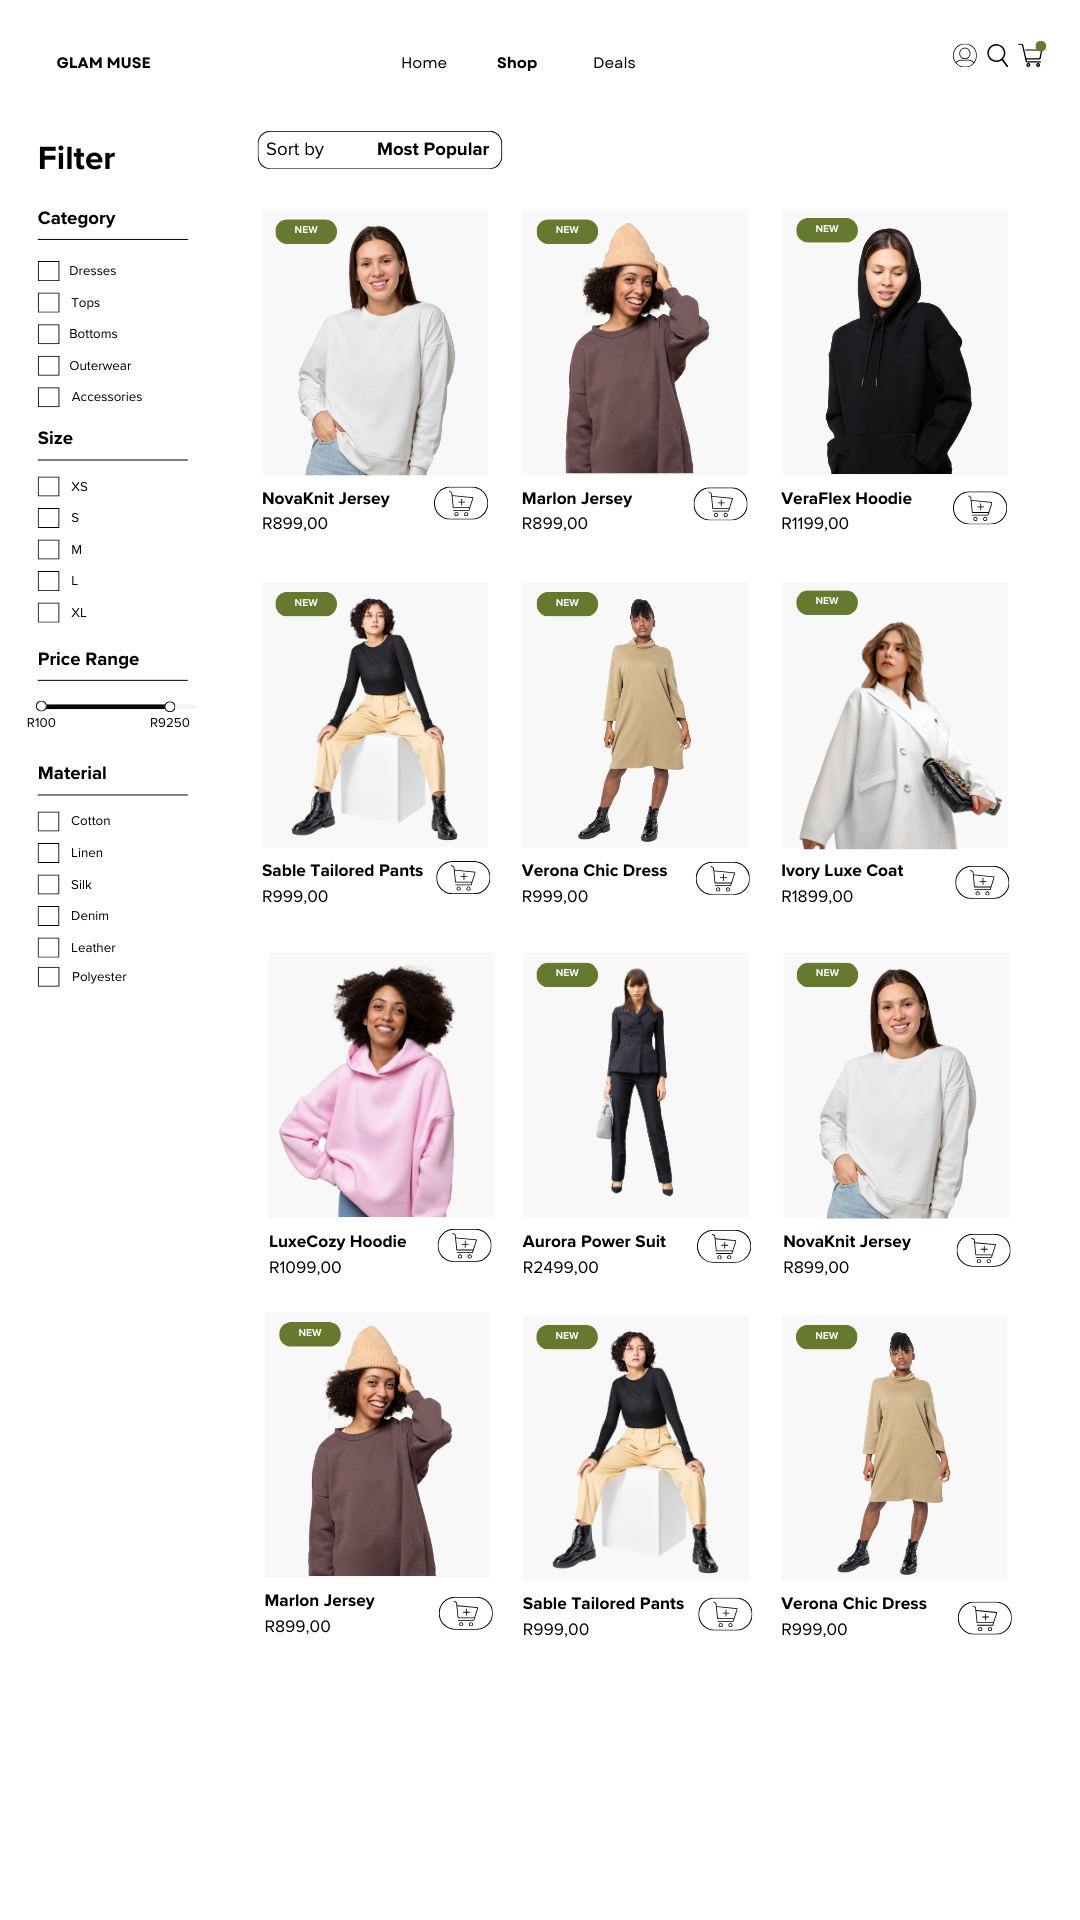 GLAM MUSE
Home Shop Deals
Filter
Category
Dresses
Tops
Bottoms
Outerwear
Accessories
Size
XS
S
M
L
XL
Price Range
R100 R9250
Material
Cotton
Linen
Silk
Denim
Leather
Polyester
Sort by Most Popular
NEW NEW NEW
NovaKnit Jersey Marlon Jersey VeraFlex Hoodie
R899,00 R899,00 R1199,00
NEW NEW NEW
Sable Tailored Pants Verona Chic Dress Ivory Luxe Coat
R999,00 R999,00 R1899,00
NEW NEW
LuxeCozy Hoodie Aurora Power Suit NovaKnit Jersey
R1099,00 R2499,00 R899,00
NEW NEW NEW
Marlon Jersey Sable Tailored Pants Verona Chic Dress
R899,00 R999,00 R999,00